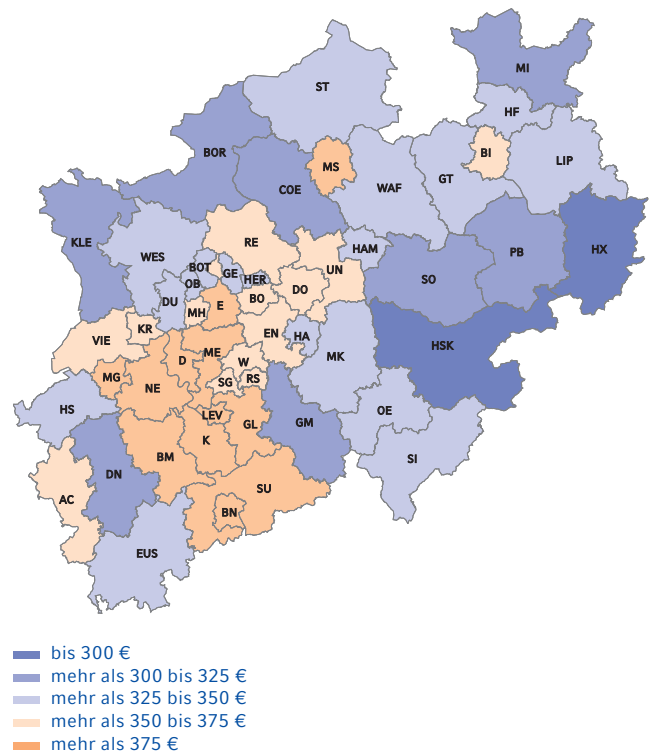 MI
ST
HF
BOR
BI
LIP
MS
COE
WAF
GT
KLE
RE
HAM
HX
WES
PB
BOT
GE
UN
OB
HER
SO
DU
DO
MH
E
BO
KR
EN
HA
VIE
HSK
D
ME
MK
W
MG
SG
RS
NE
HS
LEV
OE
GL
GM
K
BM
SI
DN
SU
AC
BN
EUS
bis 300 €
mehr als 300 bis 325 €
mehr als 325 bis 350 €
mehr als 350 bis 375 €
mehr als 375 €